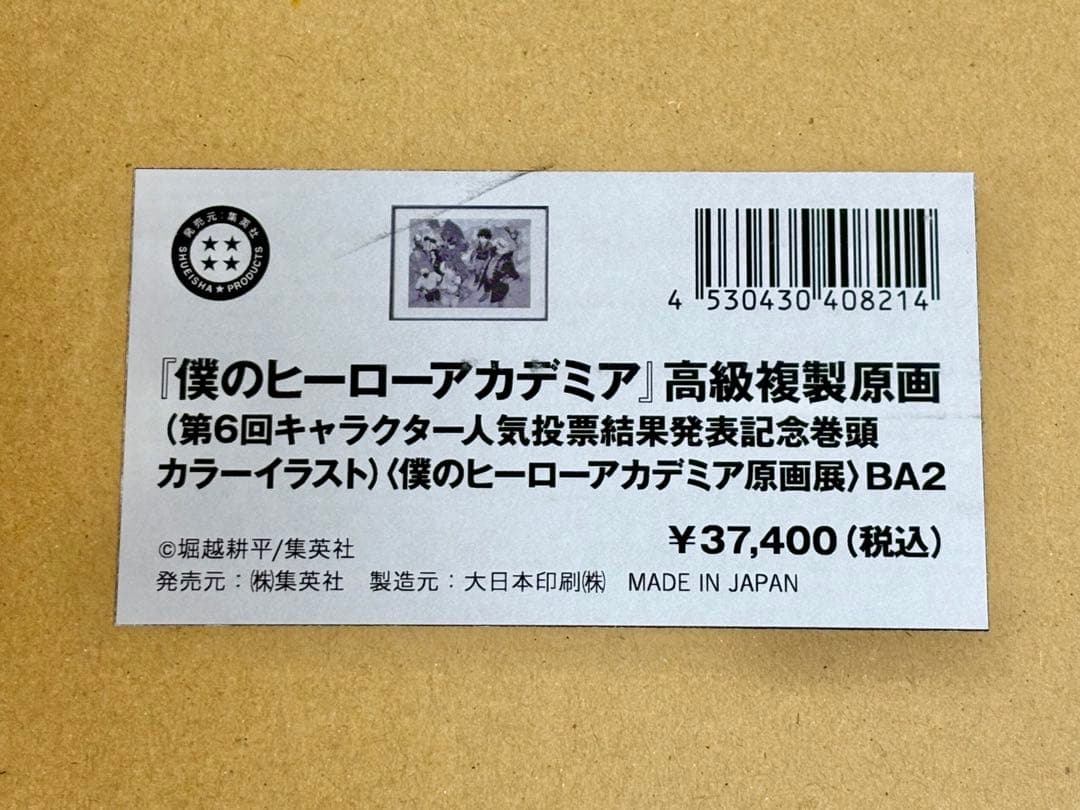 発売元:集英社
SHUEISHA★PRODUCTS
4 530430 408214
『僕のヒーローアカデミア』高級複製原画
(第6回キャラクター人気投票結果発表記念巻頭
カラーイラスト)〈僕のヒーローアカデミア原画展〉BA2
¥37,400(税込)
©堀越耕平/集英社
発売元:㈱集英社 製造元:大日本印刷㈱ MADE IN JAPAN